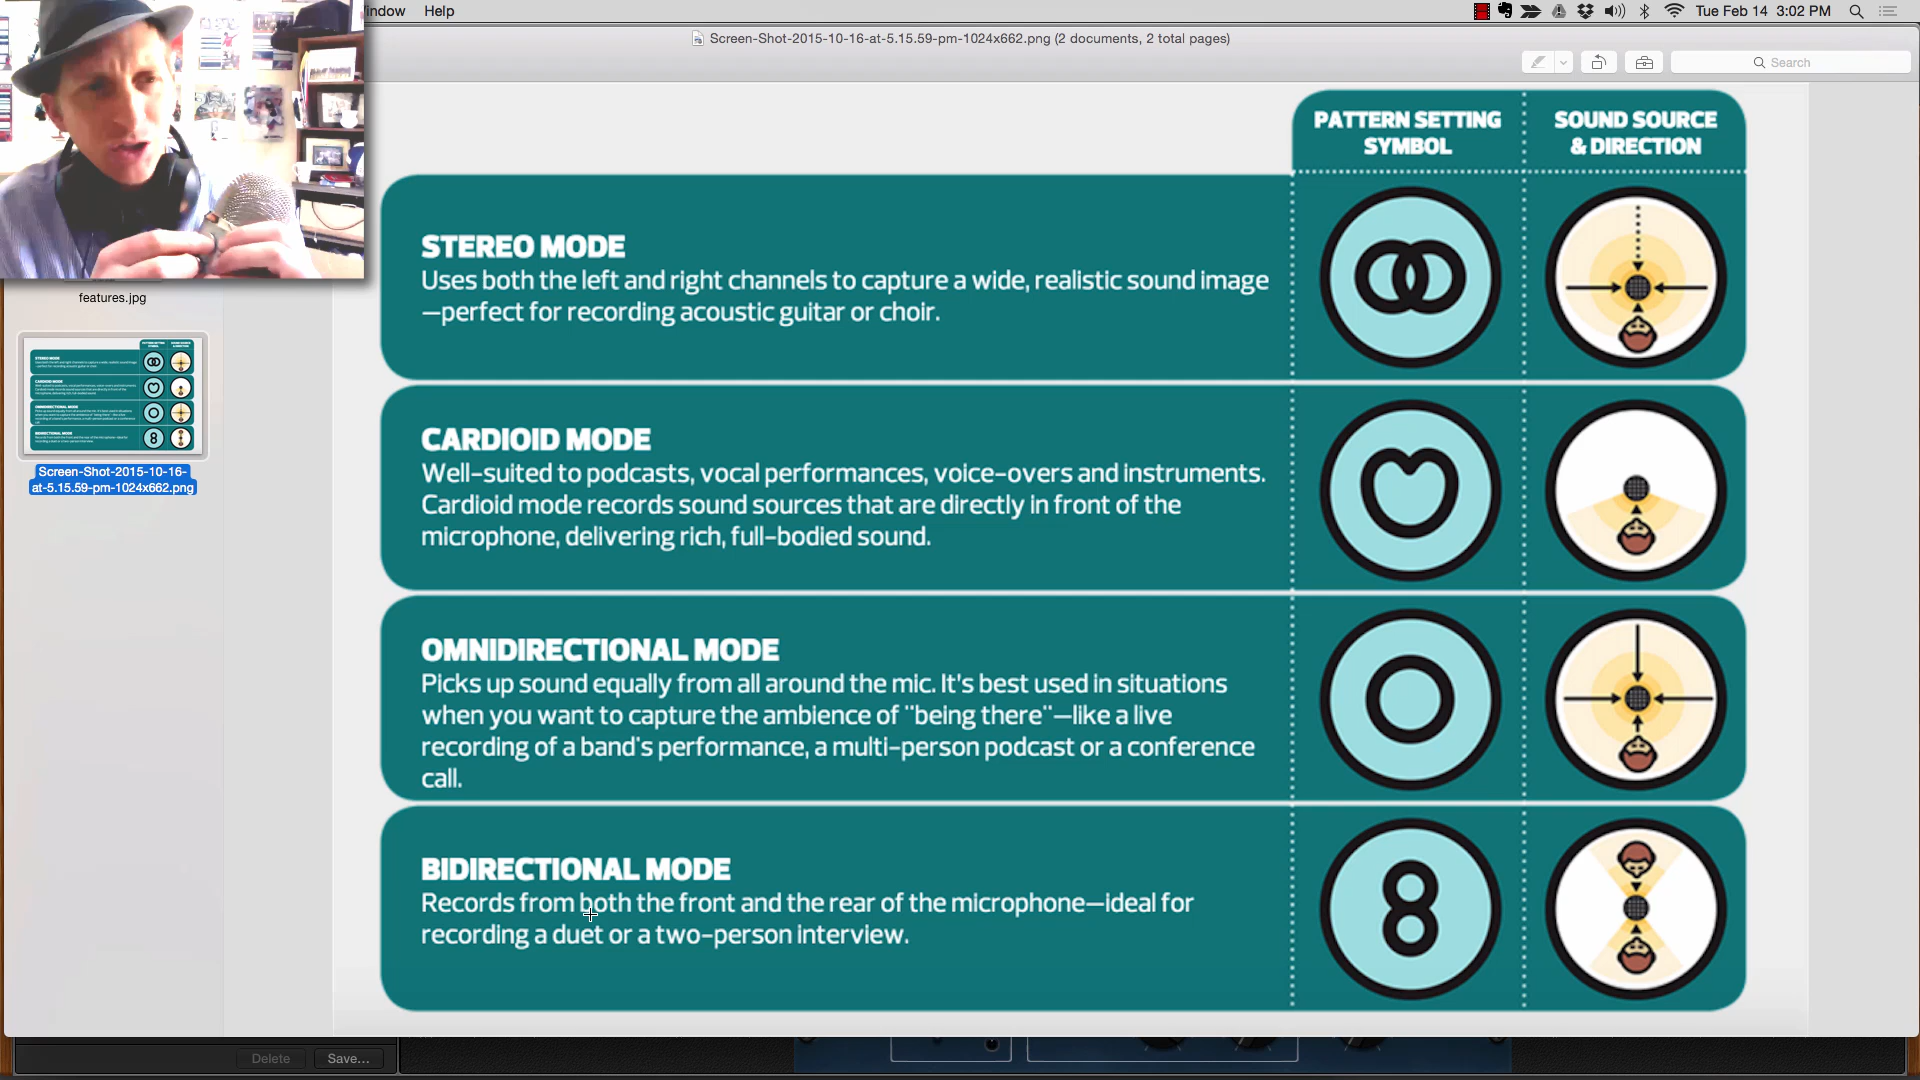 indow Help
Tue Feb 14 3:02 PM
Screen-Shot-2015-10-16-at-5.15.59-pm-1024x662.png (2 documents, 2 total pages)
Search
features.jpg
Screen-Shot-2015-10-16-
at-5.15.59-pm-1024x662.png
PATTERN SETTING
SYMBOL
SOUND SOURCE
& DIRECTION
STEREO MODE
Uses both the left and right channels to capture a wide, realistic sound image
—perfect for recording acoustic guitar or choir.
CARDIOID MODE
Well-suited to podcasts, vocal performances, voice-overs and instruments.
Cardioid mode records sound sources that are directly in front of the
microphone, delivering rich, full-bodied sound.
OMNIDIRECTIONAL MODE
Picks up sound equally from all around the mic. It's best used in situations
when you want to capture the ambience of "being there"—like a live
recording of a band's performance, a multi-person podcast or a conference
call.
BIDIRECTIONAL MODE
Records from both the front and the rear of the microphone—ideal for
recording a duet or a two-person interview.
Delete Save...